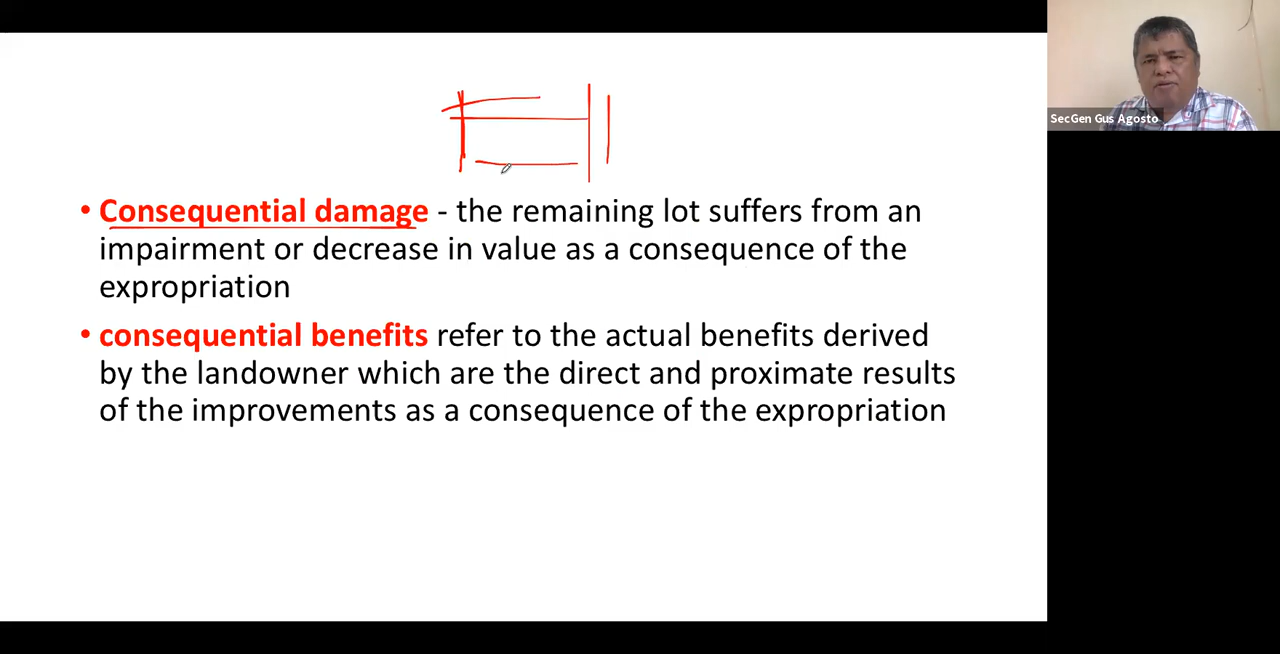 SecGen Gus Agosto
• Consequential damage - the remaining lot suffers from an
impairment or decrease in value as a consequence of the
expropriation
• consequential benefits refer to the actual benefits derived
by the landowner which are the direct and proximate results
of the improvements as a consequence of the expropriation